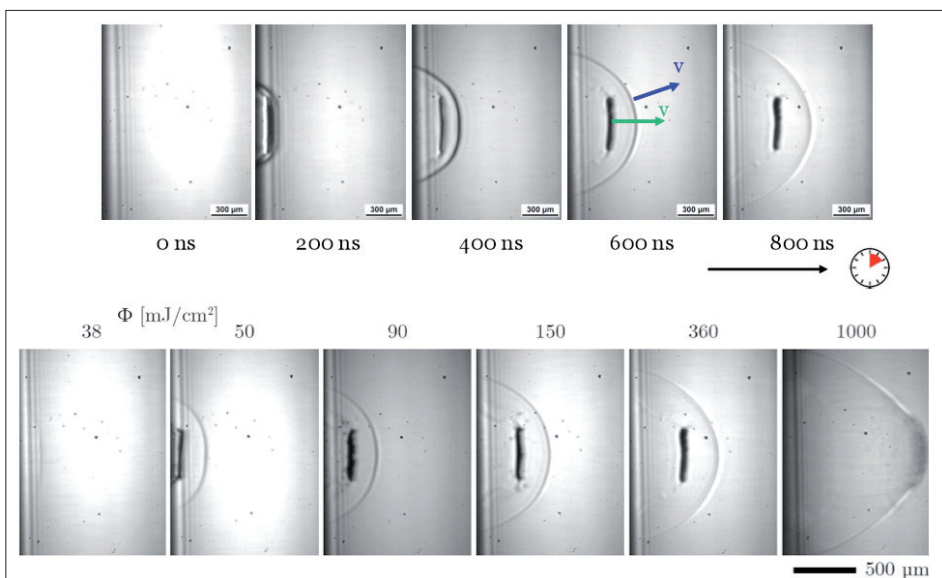 v
v
300 µm 300 µm 300 µm 300 µm 300 µm
0 ns 200 ns 400 ns 600 ns 800 ns
Φ [mJ/cm²]
38 50 90 150 360 1000
500 µm